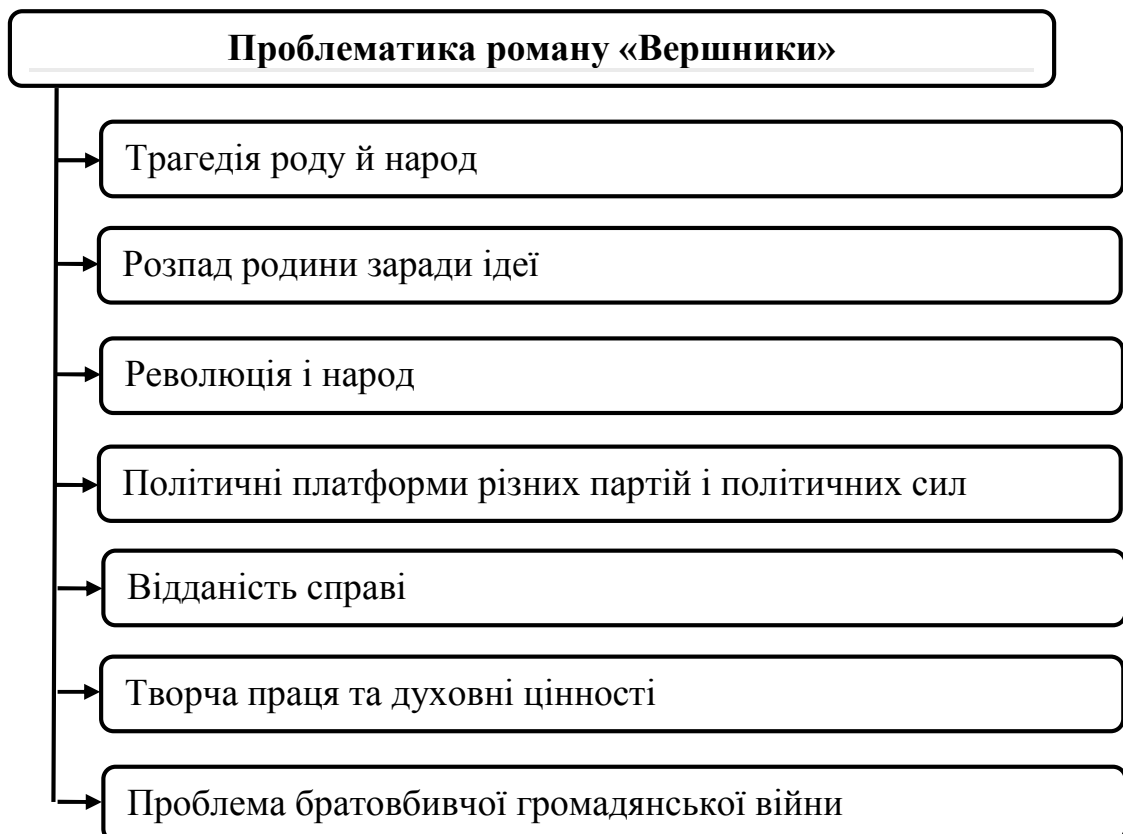 Проблематика роману «Вершники»
Трагедія роду й народ
Розпад родини заради ідеї
Революція і народ
Політичні платформи різних партій і політичних сил
Відданість справі
Творча праця та духовні цінності
Проблема братовбивчої громадянської війни